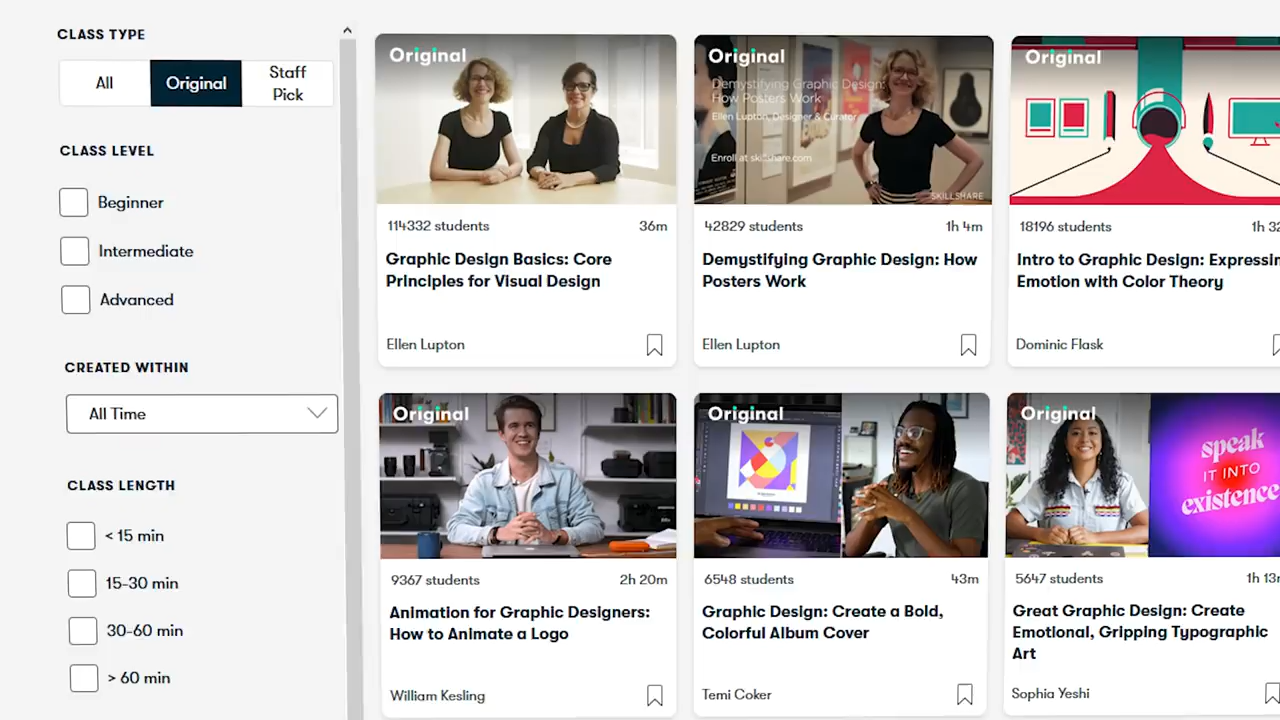 CLASS TYPE
All
Original
Staff
Pick
CLASS LEVEL
Beginner
Intermediate
Advanced
CREATED WITHIN
All Time
CLASS LENGTH
< 15 min
15-30 min
30-60 min
> 60 min
Original
114332 students 36m
Graphic Design Basics: Core
Principles for Visual Design
Ellen Lupton
Original
Demystifying Graphic Design:
How Posters Work
Ellen Lupton, Designer & Curator
Enroll at skillshare.com
SKILLSHARE
42829 students 1h 4m
Demystifying Graphic Design: How
Posters Work
Ellen Lupton
Original
18196 students 1h 32
Intro to Graphic Design: Expressin
Emotion with Color Theory
Dominic Flask
Original
9367 students 2h 20m
Animation for Graphic Designers:
How to Animate a Logo
William Kesling
Original
6548 students 43m
Graphic Design: Create a Bold,
Colorful Album Cover
Temi Coker
Original
speak
IT INTO
existence
5647 students 1h 13m
Great Graphic Design: Create
Emotional, Gripping Typographic
Art
Sophia Yeshi